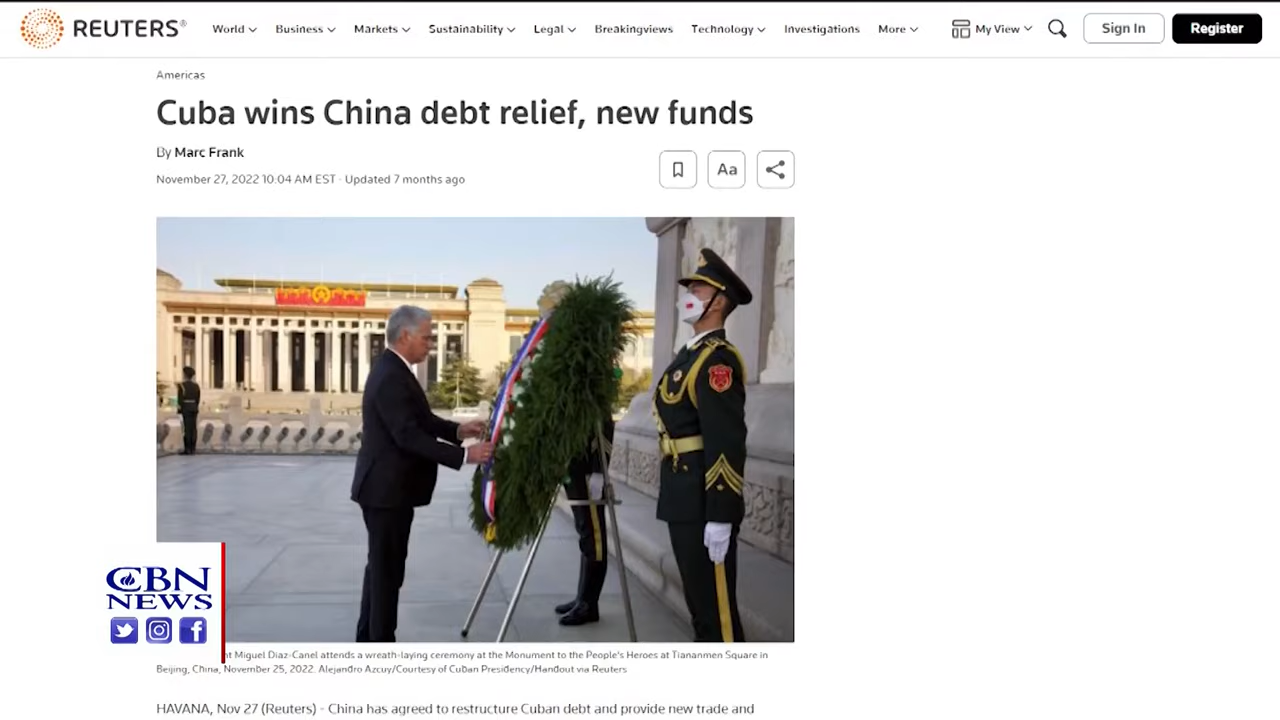 REUTERS®
World Business Markets Sustainability Legal Breakingviews Technology Investigations More My View Sign In Register
Americas
Cuba wins China debt relief, new funds
By Marc Frank
Aa
November 27, 2022 10:04 AM EST · Updated 7 months ago
CBN
NEWS
Miguel Diaz-Canel attends a wreath-laying ceremony at the Monument to the People's Heroes at Tiananmen Square in
Beijing, China, November 25, 2022. Alejandro Azcuy/Courtesy of Cuban Presidency/Handout via Reuters
HAVANA, Nov 27 (Reuters) - China has agreed to restructure Cuban debt and provide new trade and